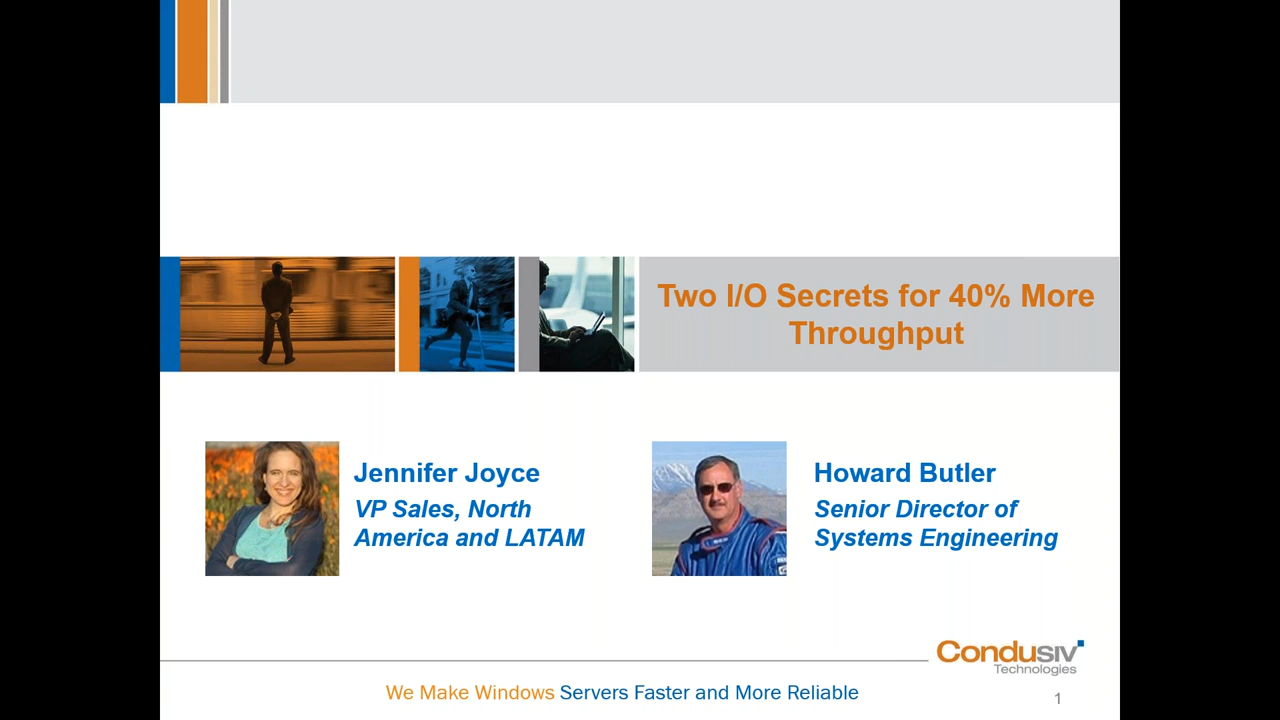 Two I/O Secrets for 40% More
Throughput
Jennifer Joyce
VP Sales, North
America and LATAM
Howard Butler
Senior Director of
Systems Engineering
Condusiv
Technologies
We Make Windows Servers Faster and More Reliable
1